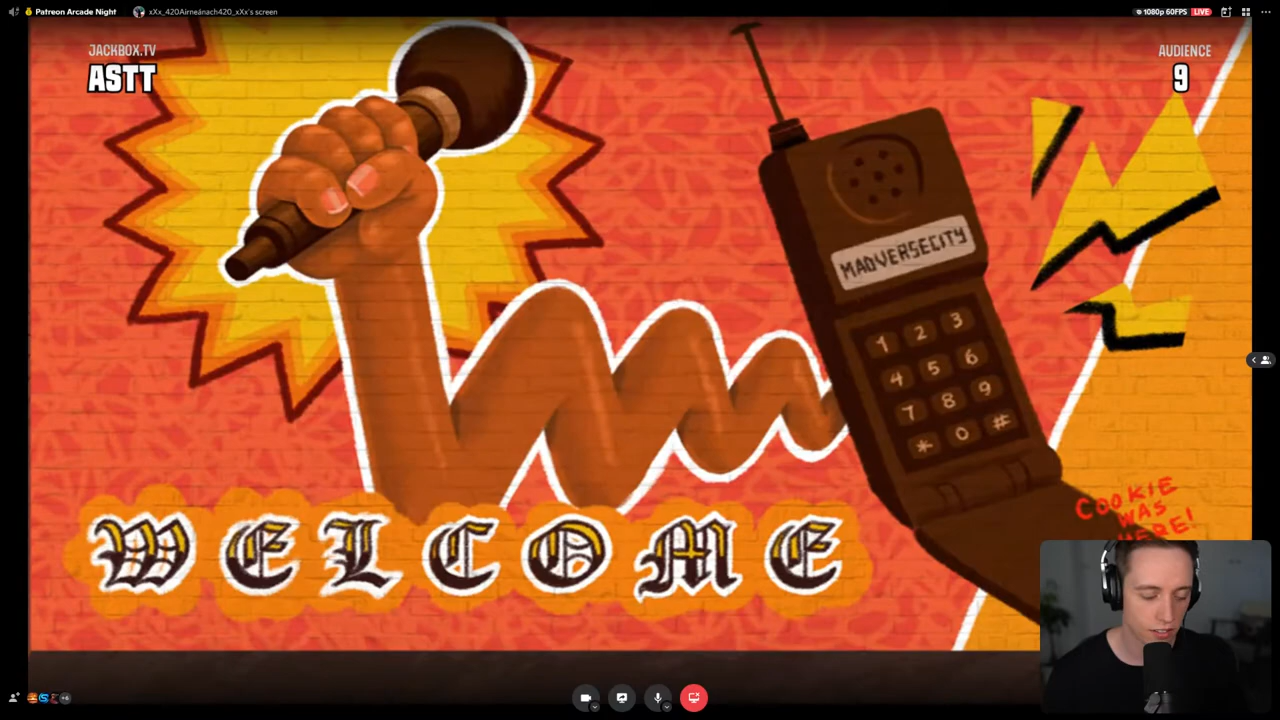 Patreon Arcade Night
xXx_420Airneánach420_xXx's screen
1080p 60FPS
LIVE
JACKBOX.TV
ASTT
AUDIENCE
9
MADVERSECITY
1 2 3
4 5 6
7 8 9
* 0 #
WELCOME
COOKIE
WAS
HERE!
+6